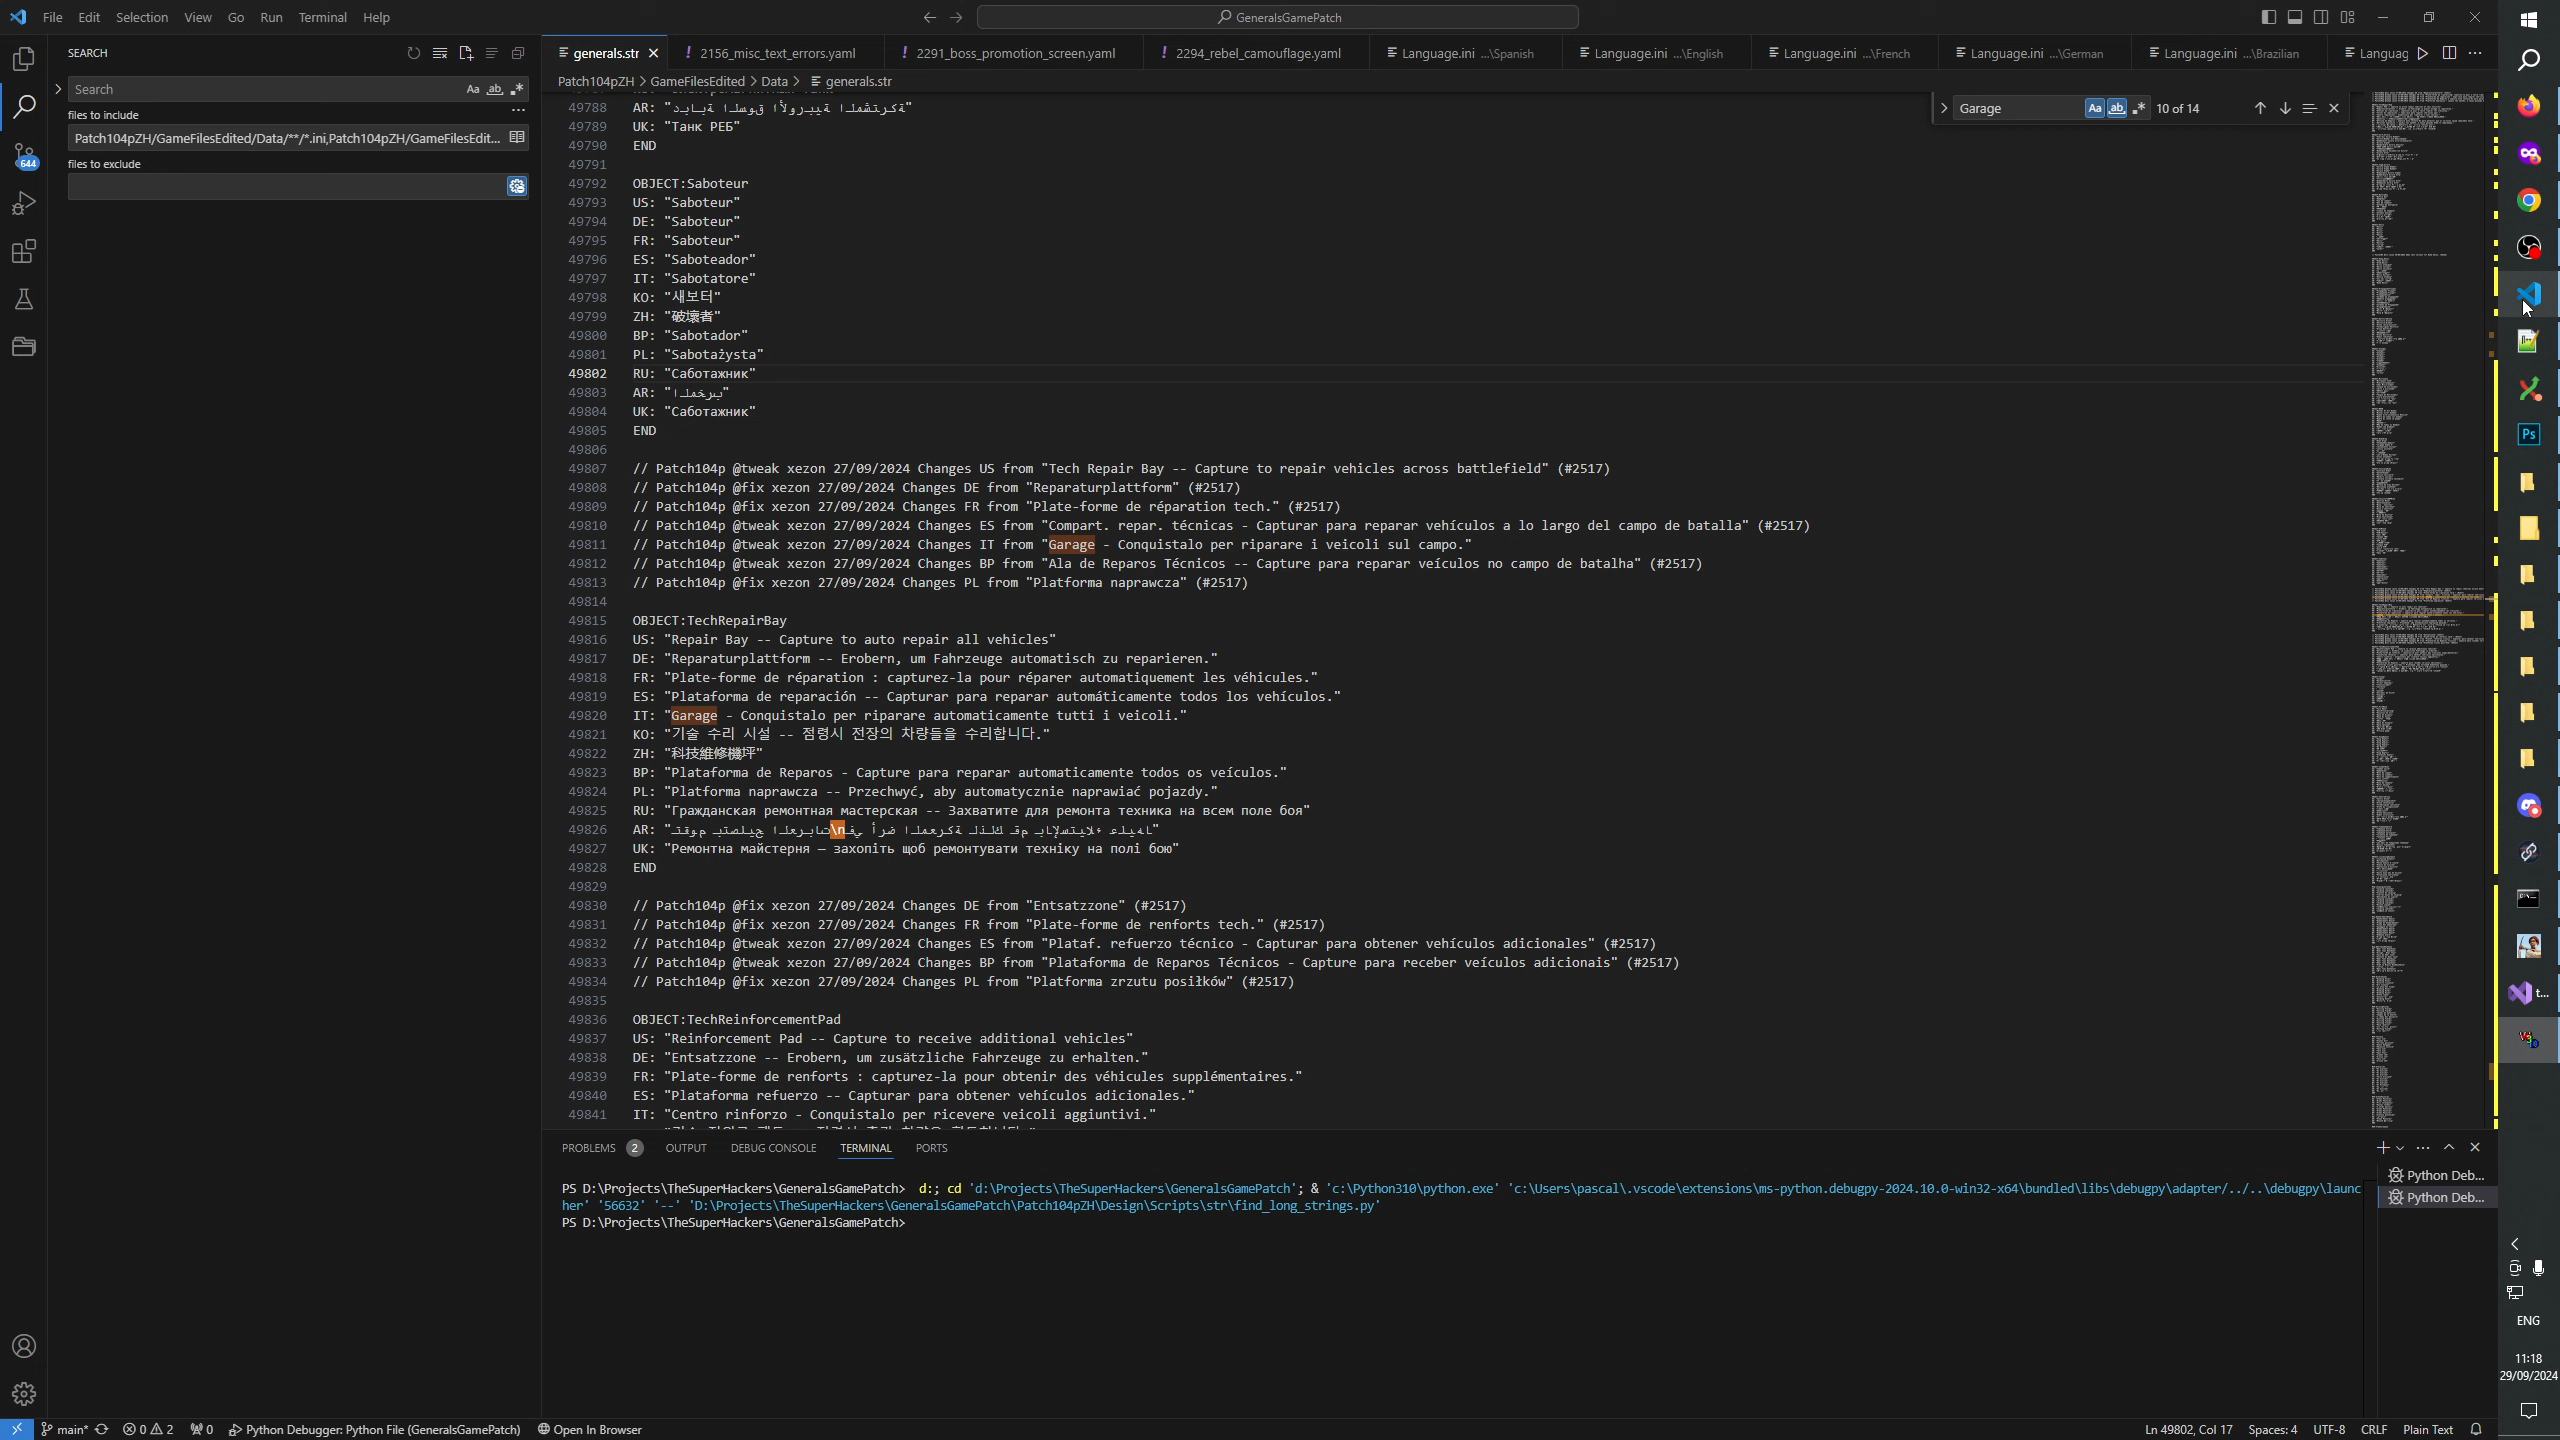 File Edit Selection View Go Run Terminal Help
GeneralsGamePatch
SEARCH
Search
files to include
Patch104pZH/GameFilesEdited/Data/**/*.ini,Patch104pZH/GameFilesEdit...
files to exclude
644
generals.str
2156_misc_text_errors.yaml
2291_boss_promotion_screen.yaml
2294_rebel_camouflage.yaml
Language.ini ...\Spanish
Language.ini ...\English
Language.ini ...\French
Language.ini ...\German
Language.ini ...\Brazilian
Languag
Patch104pZH > GameFilesEdited > Data > generals.str
Garage
10 of 14
49788 AR:
49789 UK: "Танк РЕБ"
49790 END
49791
49792 OBJECT:Saboteur
49793 US: "Saboteur"
49794 DE: "Saboteur"
49795 FR: "Saboteur"
49796 ES: "Saboteador"
49797 IT: "Sabotatore"
49798 KO: "새보터"
49799 ZH: "破壞者"
49800 BP: "Sabotador"
49801 PL: "Sabotażysta"
49802 RU: "Саботажник"
49803 AR:
49804 UK: "Саботажник"
49805 END
49806
49807 // Patch104p @tweak xezon 27/09/2024 Changes US from "Tech Repair Bay -- Capture to repair vehicles across battlefield" (#2517)
49808 // Patch104p @fix xezon 27/09/2024 Changes DE from "Reparaturplattform" (#2517)
49809 // Patch104p @fix xezon 27/09/2024 Changes FR from "Plate-forme de réparation tech." (#2517)
49810 // Patch104p @tweak xezon 27/09/2024 Changes ES from "Compart. repar. técnicas - Capturar para reparar vehículos a lo largo del campo de batalla" (#2517)
49811 // Patch104p @tweak xezon 27/09/2024 Changes IT from "Garage - Conquistalo per riparare i veicoli sul campo."
49812 // Patch104p @tweak xezon 27/09/2024 Changes BP from "Ala de Reparos Técnicos -- Capture para reparar veículos no campo de batalha" (#2517)
49813 // Patch104p @fix xezon 27/09/2024 Changes PL from "Platforma naprawcza" (#2517)
49814
49815 OBJECT:TechRepairBay
49816 US: "Repair Bay -- Capture to auto repair all vehicles"
49817 DE: "Reparaturplattform -- Erobern, um Fahrzeuge automatisch zu reparieren."
49818 FR: "Plate-forme de réparation : capturez-la pour réparer automatiquement les véhicules."
49819 ES: "Plataforma de reparación -- Capturar para reparar automáticamente todos los vehículos."
49820 IT: "Garage - Conquistalo per riparare automaticamente tutti i veicoli."
49821 KO: "기술 수리 시설 -- 점령시 전장의 차량들을 수리합니다."
49822 ZH: "科技維修機坪"
49823 BP: "Plataforma de Reparos - Capture para reparar automaticamente todos os veículos."
49824 PL: "Platforma naprawcza -- Przechwyć, aby automatycznie naprawiać pojazdy."
49825 RU: "Гражданская ремонтная мастерская -- Захватите для ремонта техника на всем поле боя"
49826 AR: \n
49827 UK: "Ремонтна майстерня — захопіть щоб ремонтувати техніку на полі бою"
49828 END
49829
49830 // Patch104p @fix xezon 27/09/2024 Changes DE from "Entsatzzone" (#2517)
49831 // Patch104p @fix xezon 27/09/2024 Changes FR from "Plate-forme de renforts tech." (#2517)
49832 // Patch104p @tweak xezon 27/09/2024 Changes ES from "Plataf. refuerzo técnico - Capturar para obtener vehículos adicionales" (#2517)
49833 // Patch104p @tweak xezon 27/09/2024 Changes BP from "Plataforma de Reparos Técnicos - Capture para receber veículos adicionais" (#2517)
49834 // Patch104p @fix xezon 27/09/2024 Changes PL from "Platforma zrzutu posiłków" (#2517)
49835
49836 OBJECT:TechReinforcementPad
49837 US: "Reinforcement Pad -- Capture to receive additional vehicles"
49838 DE: "Entsatzzone -- Erobern, um zusätzliche Fahrzeuge zu erhalten."
49839 FR: "Plate-forme de renforts : capturez-la pour obtenir des véhicules supplémentaires."
49840 ES: "Plataforma refuerzo -- Capturar para obtener vehículos adicionales."
49841 IT: "Centro rinforzo - Conquistalo per ricevere veicoli aggiuntivi."
PROBLEMS 2 OUTPUT DEBUG CONSOLE TERMINAL PORTS
PS D:\Projects\TheSuperHackers\GeneralsGamePatch> d:; cd 'd:\Projects\TheSuperHackers\GeneralsGamePatch'; & 'c:\Python310\python.exe' 'c:\Users\pascal\.vscode\extensions\ms-python.debugpy-2024.10.0-win32-x64\bundled\libs\debugpy\adapter/../..\debugpy\launc
her' '56632' '--' 'D:\Projects\TheSuperHackers\GeneralsGamePatch\Patch104pZH\Design\Scripts\str\find_long_strings.py'
PS D:\Projects\TheSuperHackers\GeneralsGamePatch>
Python Deb...
Python Deb...
main* 0 2 0 Python Debugger: Python File (GeneralsGamePatch) Open In Browser
Ln 49802, Col 17 Spaces: 4 UTF-8 CRLF Plain Text
Ps
t...
ENG
11:18
29/09/2024